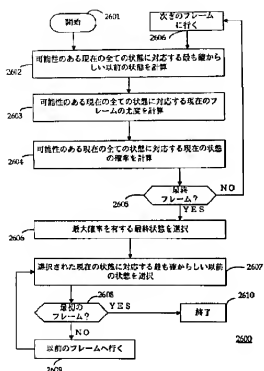 開始
2601
次ぎのフレーム
に行く
2606
可能性のある現在の全ての状態に対応する最も確から
しい以前の状態を計算
2602
可能性のある現在の全ての状態に対応する現在のフ
レームの尤度を計算
2603
可能性のある現在の全ての状態に対応する現在の状態
の確率を計算
2604
最終
フレーム?
NO
2605
YES
最大確率を有する最終状態を選択
2606
選択された現在の状態に対応する最も確からしい以前
の状態を選択
2607
2608
最初の
フレーム?
YES
2610
終了
NO
以前のフレームへ行く
2609
2600